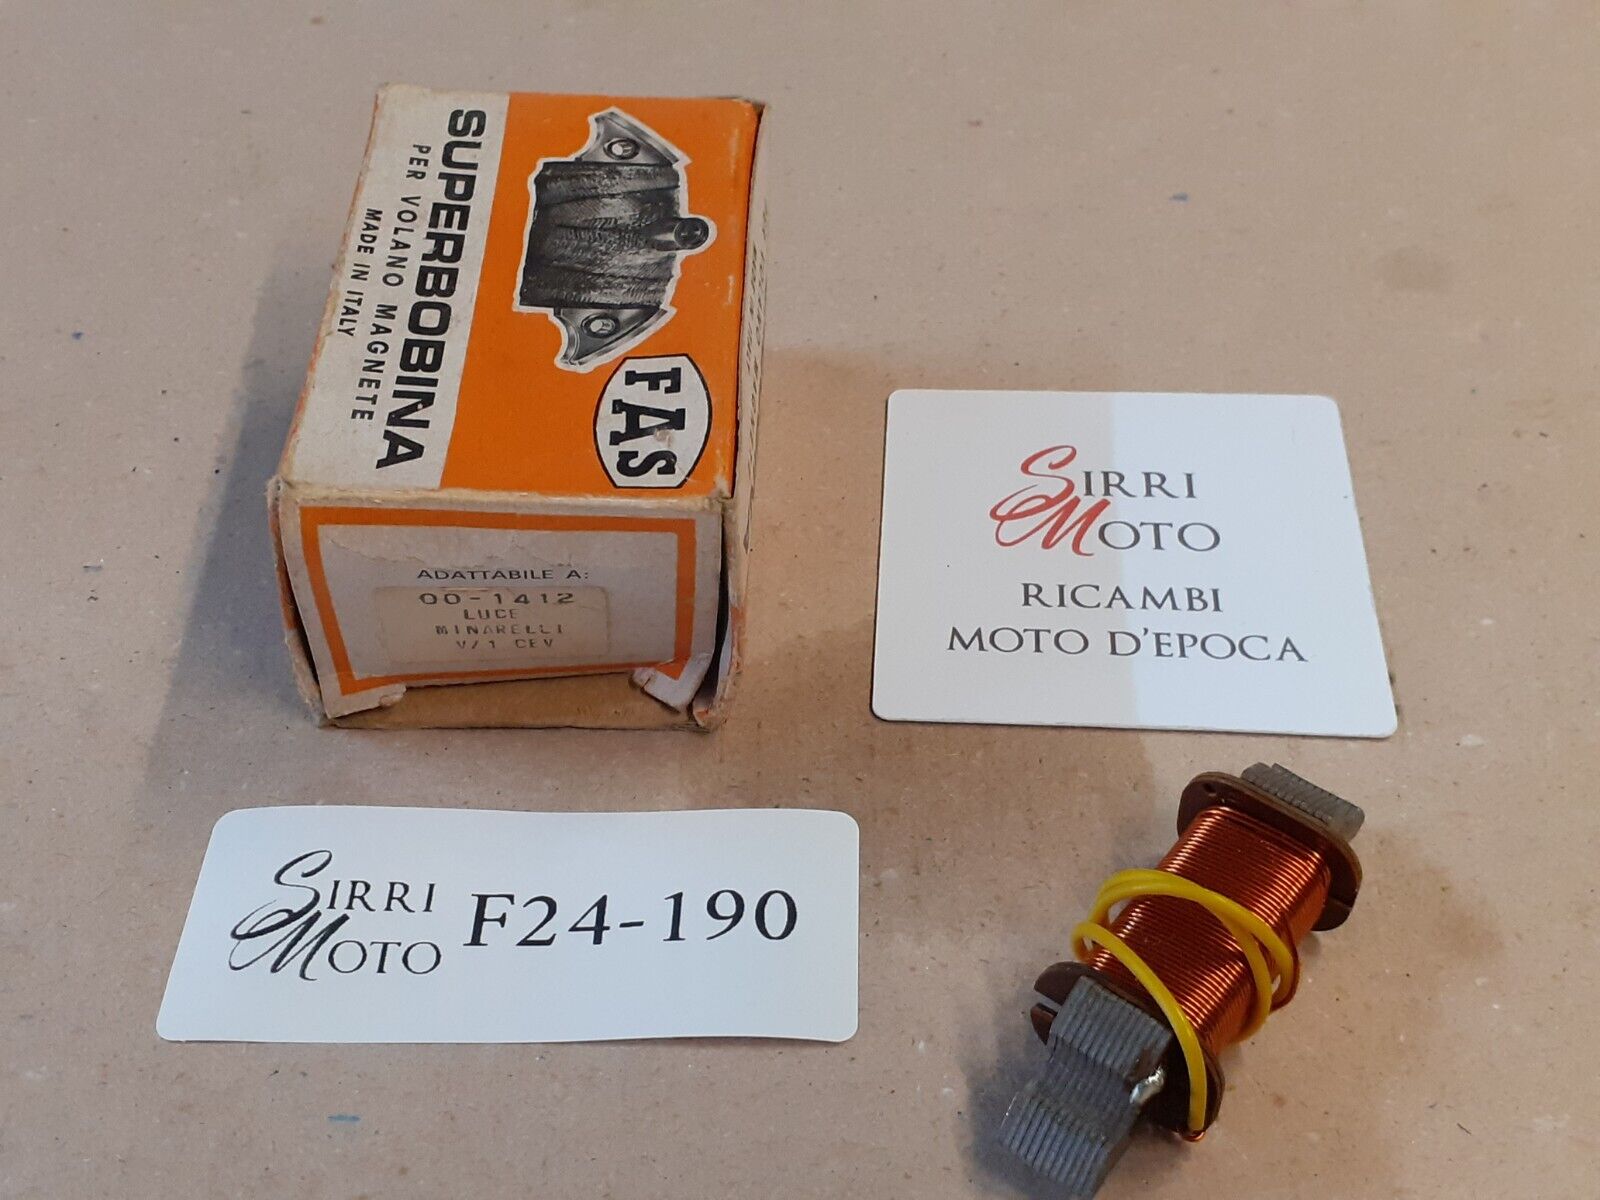 SUPERBOBINA
PER VOLANO MAGNETE
MADE IN ITALY
FAS
ADATTABILE A:
00-1412
LUCE
MINARELLI
V/1 CEV
SIRRI
MOTO
RICAMBI
MOTO D'EPOCA
SIRRI
MOTO
F24-190